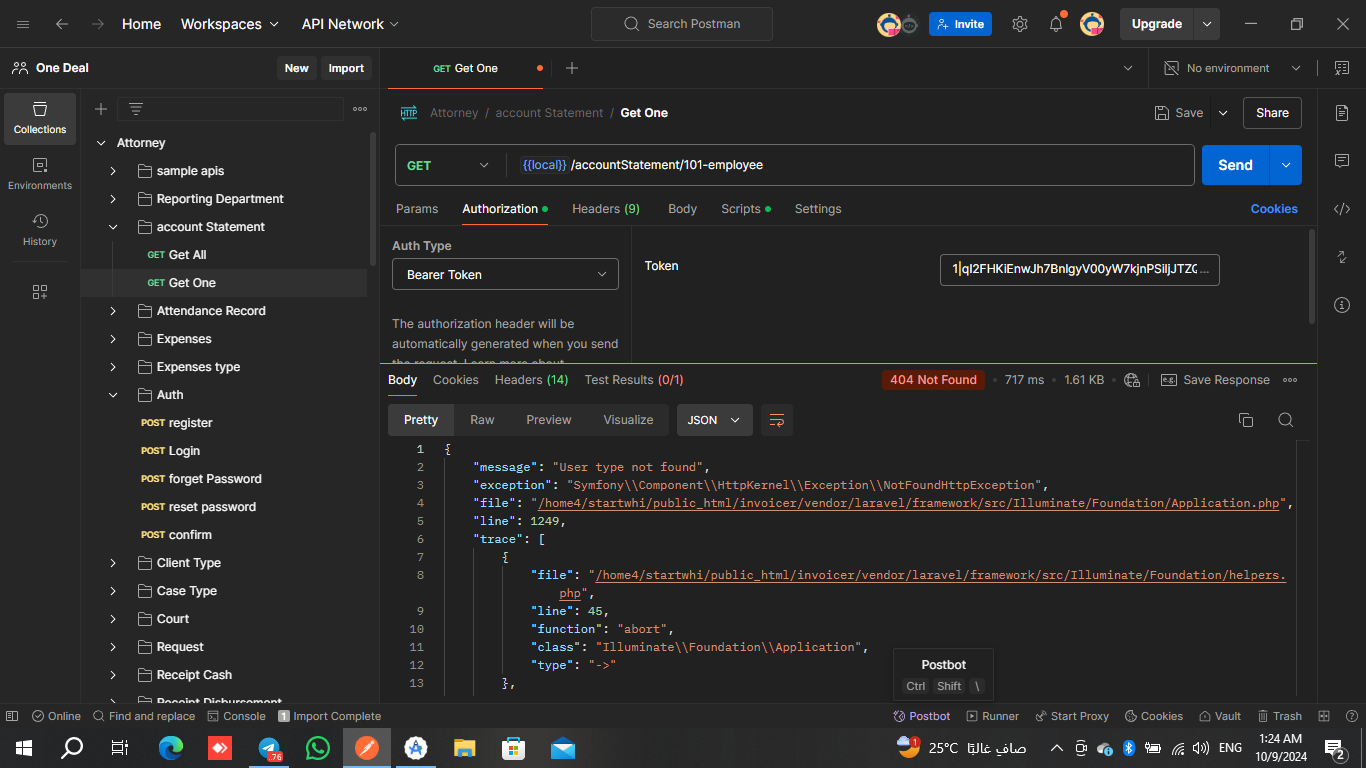 Home
Workspaces
API Network
Search Postman
Invite
Upgrade
One Deal
New
Import
GET Get One
No environment
Collections
Environments
History
Attorney
sample apis
Reporting Department
account Statement
GET Get All
GET Get One
Attendance Record
Expenses
Expenses type
Auth
POST register
POST Login
POST forget Password
POST reset password
POST confirm
Client Type
Case Type
Court
Request
Receipt Cash
Receipt Disbursement
HTTP Attorney / account Statement / Get One
Save
Share
GET {{local}} /accountStatement/101-employee
Send
Params Authorization Headers (9) Body Scripts Settings Cookies
Auth Type
Bearer Token
The authorization header will be
automatically generated when you send
the request. Learn more about
Token
Body Cookies Headers (14) Test Results (0/1) 404 Not Found 717 ms 1.61 KB Save Response
Pretty Raw Preview Visualize JSON
1 {
2 "message": "User type not found",
3 "exception": "Symfony\\Component\\HttpKernel\\Exception\\NotFoundHttpException",
4 "file": "/home4/startwhi/public_html/invoicer/vendor/laravel/framework/src/Illuminate/Foundation/Application.php",
5 "line": 1249,
6 "trace": [
7 {
8 "file": "/home4/startwhi/public_html/invoicer/vendor/laravel/framework/src/Illuminate/Foundation/helpers.
php",
9 "line": 45,
10 "function": "abort",
11 "class": "Illuminate\\Foundation\\Application",
12 "type": "->"
13 },
Postbot
Ctrl Shift \
Online Find and replace Console 1 Import Complete Postbot Runner Start Proxy Cookies Vault Trash
.76
1
25°C صافٍ غالبًا
ENG
1:24 AM
10/9/2024
2